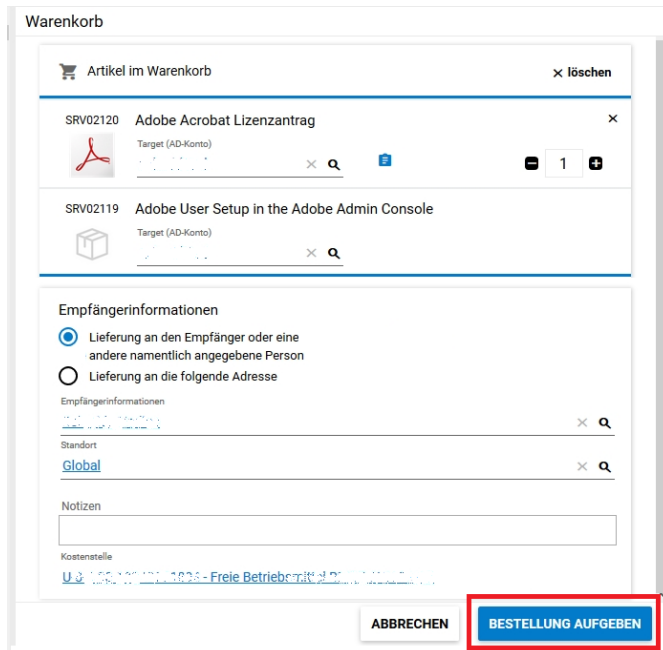 Warenkorb
Artikel im Warenkorb
× löschen
SRV02120 Adobe Acrobat Lizenzantrag
Target (AD-Konto)
1
SRV02119 Adobe User Setup in the Adobe Admin Console
Target (AD-Konto)
Empfängerinformationen
Lieferung an den Empfänger oder eine
andere namentlich angegebene Person
Lieferung an die folgende Adresse
Empfängerinformationen
Standort
Global
Notizen
Kostenstelle
- Freie Betriebsmittel
ABBRECHEN BESTELLUNG AUFGEBEN